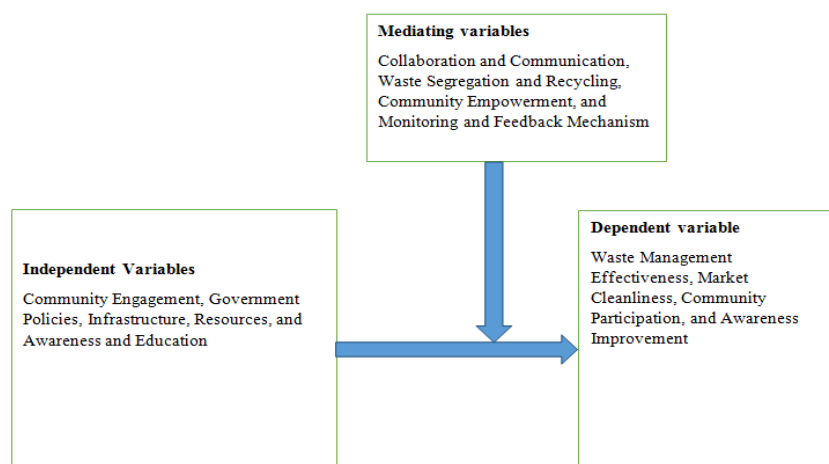 Mediating variables
Collaboration and Communication,
Waste Segregation and Recycling,
Community Empowerment, and
Monitoring and Feedback Mechanism
Independent Variables
Community Engagement, Government
Policies, Infrastructure, Resources, and
Awareness and Education
Dependent variable
Waste Management
Effectiveness, Market
Cleanliness, Community
Participation, and Awareness
Improvement